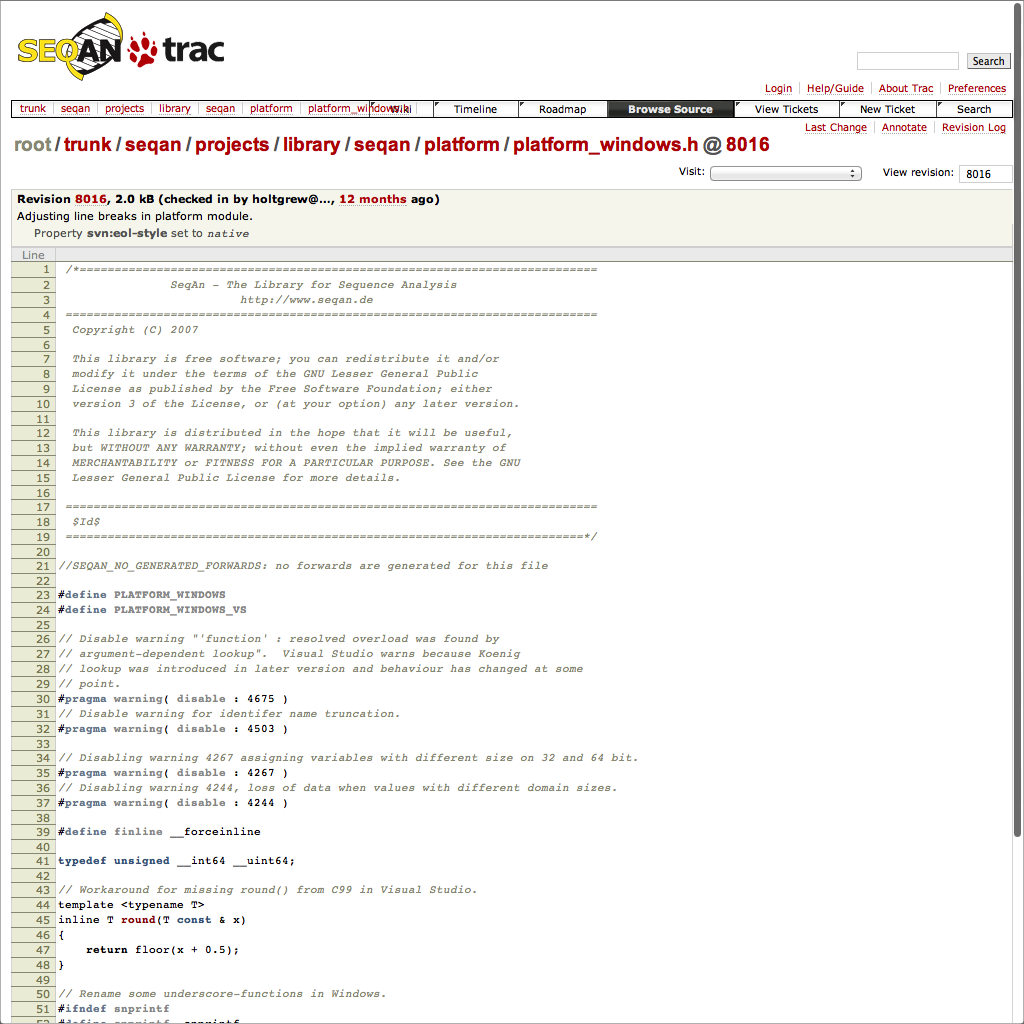 SEQAN trac
Search
Login Help/Guide About Trac Preferences
trunk seqan projects library seqan platform platform_windows.h Wiki Timeline Roadmap Browse Source View Tickets New Ticket Search
Last Change Annotate Revision Log
root/trunk/seqan/projects/library/seqan/platform/platform_windows.h @ 8016
Visit: View revision: 8016
Revision 8016, 2.0 kB (checked in by holtgrew@..., 12 months ago)
Adjusting line breaks in platform module.
Property svn:eol-style set to native
Line
1 /*==========================================================================
2 SeqAn - The Library for Sequence Analysis
3 http://www.seqan.de
4 ============================================================================
5 Copyright (C) 2007
6
7 This library is free software; you can redistribute it and/or
8 modify it under the terms of the GNU Lesser General Public
9 License as published by the Free Software Foundation; either
10 version 3 of the License, or (at your option) any later version.
11
12 This library is distributed in the hope that it will be useful,
13 but WITHOUT ANY WARRANTY; without even the implied warranty of
14 MERCHANTABILITY or FITNESS FOR A PARTICULAR PURPOSE. See the GNU
15 Lesser General Public License for more details.
16
17 ============================================================================
18 $Id$
19 ==========================================================================*/
20
21 //SEQAN_NO_GENERATED_FORWARDS: no forwards are generated for this file
22
23 #define PLATFORM_WINDOWS
24 #define PLATFORM_WINDOWS_VS
25
26 // Disable warning "'function' : resolved overload was found by
27 // argument-dependent lookup".  Visual Studio warns because Koenig
28 // lookup was introduced in later version and behaviour has changed at some
29 // point.
30 #pragma warning( disable : 4675 )
31 // Disable warning for identifer name truncation.
32 #pragma warning( disable : 4503 )
33
34 // Disabling warning 4267 assigning variables with different size on 32 and 64 bit.
35 #pragma warning( disable : 4267 )
36 // Disabling warning 4244, loss of data when values with different domain sizes.
37 #pragma warning( disable : 4244 )
38
39 #define finline __forceinline
40
41 typedef unsigned __int64 __uint64;
42
43 // Workaround for missing round() from C99 in Visual Studio.
44 template <typename T>
45 inline T round(T const & x)
46 {
47 return floor(x + 0.5);
48 }
49
50 // Rename some underscore-functions in Windows.
51 #ifndef snprintf